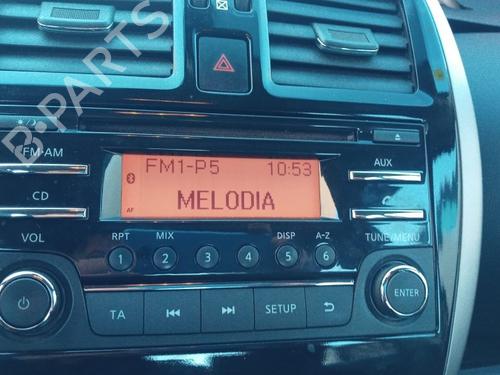 B-PARTS
FM·AM
CD
VOL
FM1-P5 10:53
MELODIA
AF
AUX
RPT MIX DISP A-Z
1 2 3 4 5 6
TUNE/MENU
ENTER
TA SETUP